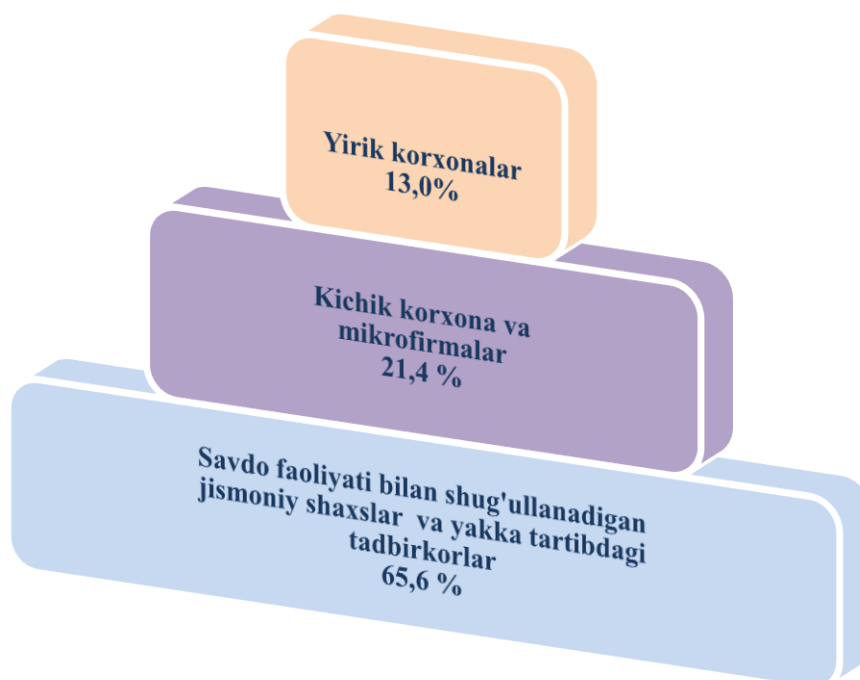 Yirik korxonalar
13,0%
Kichik korxona va
mikrofirmalar
21,4 %
Savdo faoliyati bilan shug'ullanadigan
jismoniy shaxslar va yakka tartibdagi
tadbirkorlar
65,6 %